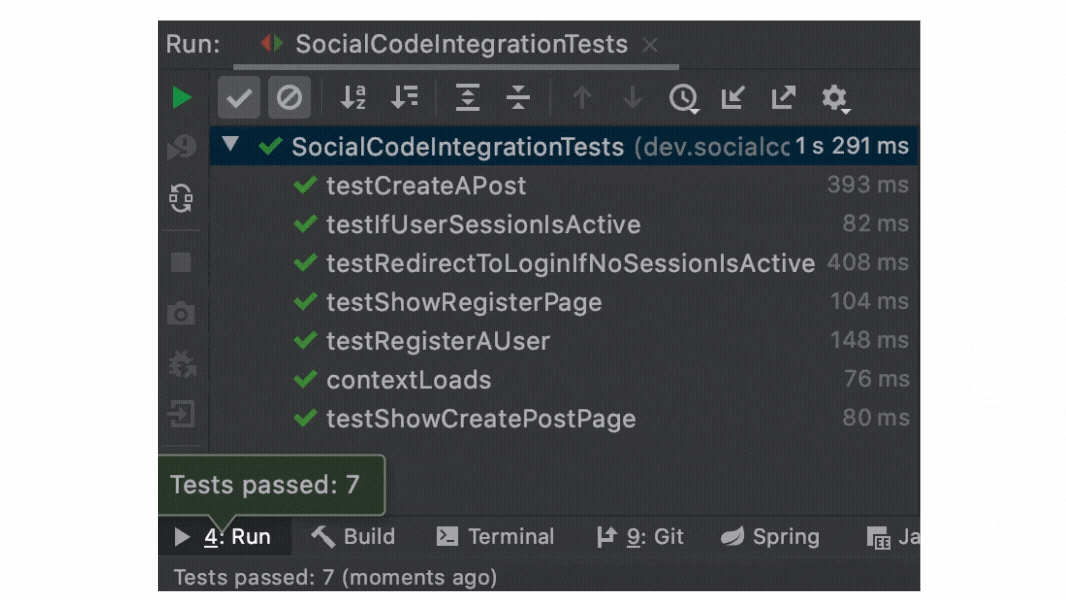 Run: SocialCodeIntegrationTests
SocialCodeIntegrationTests (dev.socialcc 1 s 291 ms
testCreateAPost 393 ms
testIfUserSessionIsActive 82 ms
testRedirectToLoginIfNoSessionIsActive 408 ms
testShowRegisterPage 104 ms
testRegisterAUser 148 ms
contextLoads 76 ms
testShowCreatePostPage 80 ms
Tests passed: 7
4: Run Build Terminal 9: Git Spring Ja
Tests passed: 7 (moments ago)